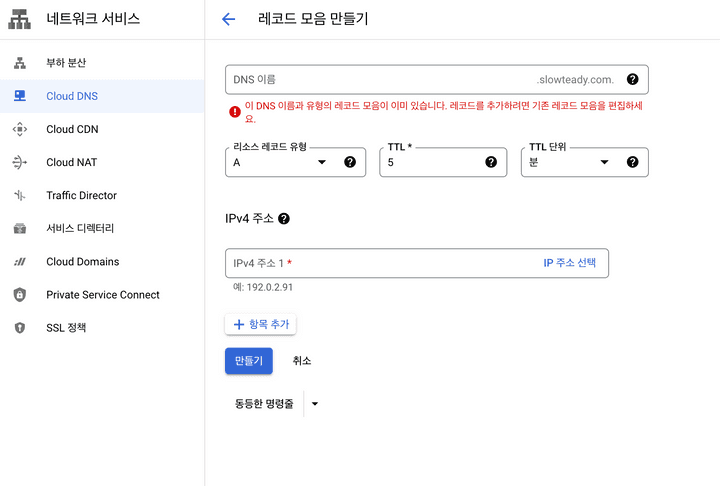 네트워크 서비스
레코드 모음 만들기
부하 분산
Cloud DNS
Cloud CDN
Cloud NAT
Traffic Director
서비스 디렉터리
Cloud Domains
Private Service Connect
SSL 정책
DNS 이름
.slowteady.com.
이 DNS 이름과 유형의 레코드 모음이 이미 있습니다. 레코드를 추가하려면 기존 레코드 모음을 편집하세
요.
리소스 레코드 유형
A
TTL *
5
TTL 단위
분
IPv4 주소
IPv4 주소 1 *
IP 주소 선택
예: 192.0.2.91
+ 항목 추가
만들기
취소
동등한 명령줄